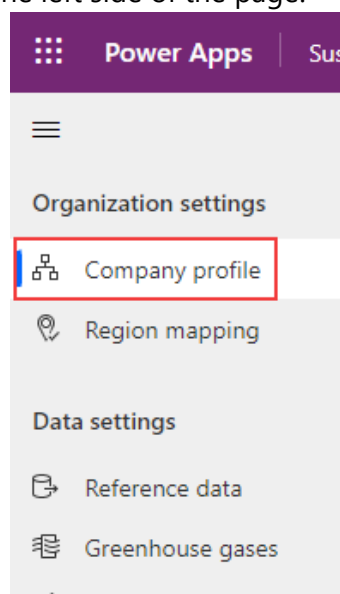 left side of the page.
Power Apps
Sus
Organization settings
Company profile
Region mapping
Data settings
Reference data
Greenhouse gases